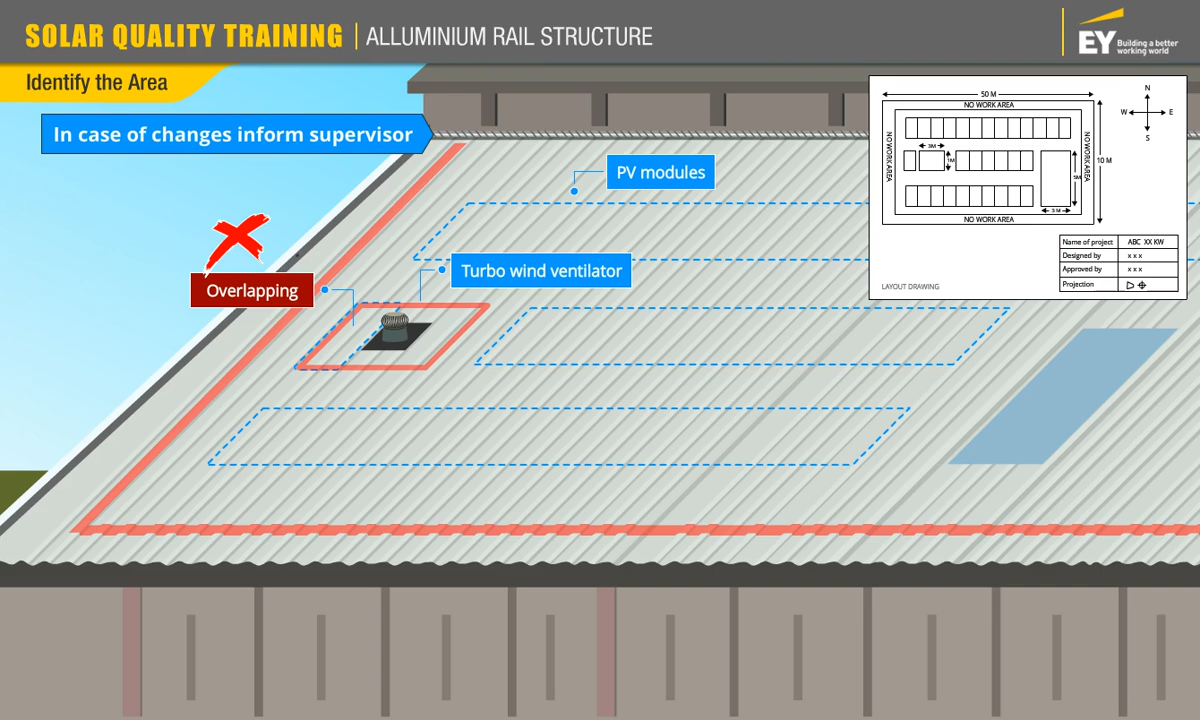 SOLAR QUALITY TRAINING | ALLUMINIUM RAIL STRUCTURE
EY Building a better
working world
Identify the Area
In case of changes inform supervisor
PV modules
Turbo wind ventilator
Overlapping
50 M
NO WORK AREA
NO WORK AREA
3M
1M
5M
3 M
NO WORK AREA
10 M
NO WORK AREA
N
W E
S
Name of project ABC XX KW
Designed by x x x
Approved by x x x
Projection
LAYOUT DRAWING